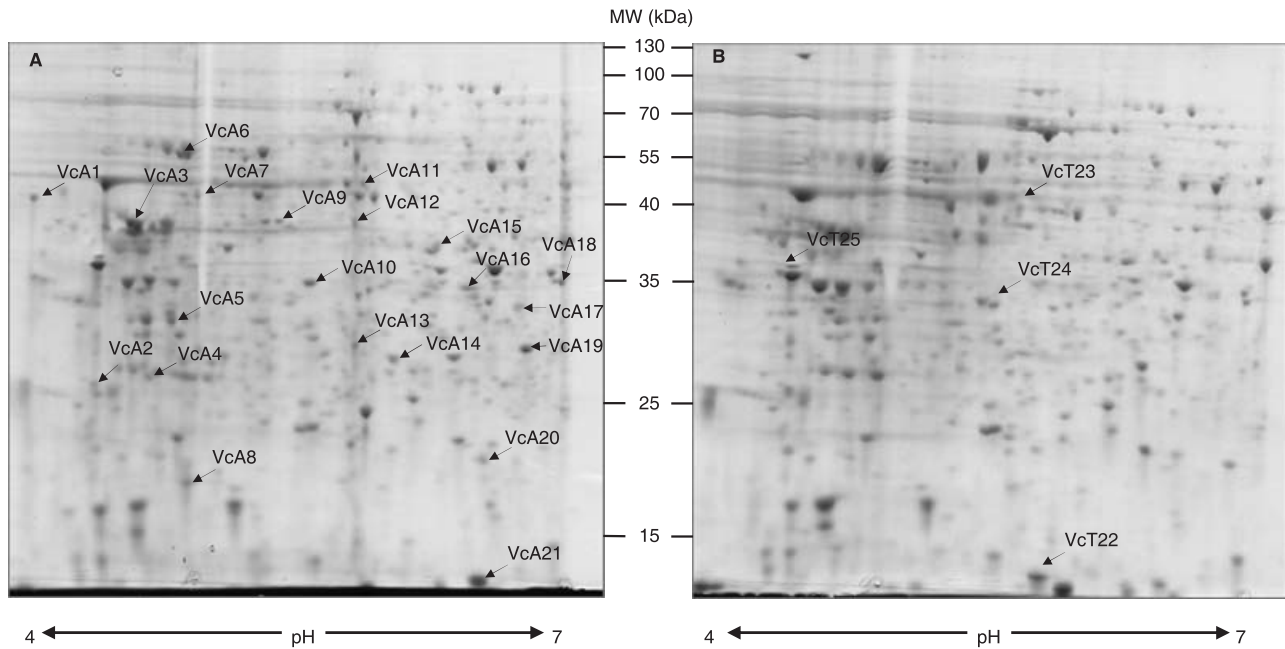 MW (kDa)
A
B
130
100
70
55
40
35
25
15
VcA6
VcA1
VcA3
VcA7
VcA11
VcA9
VcA12
VcA15
VcA18
VcA16
VcA10
VcA5
VcA17
VcA13
VcA19
VcA14
VcA2
VcA4
VcA20
VcA8
VcA21
VcT23
VcT25
VcT24
VcT22
4 pH 7
4 pH 7